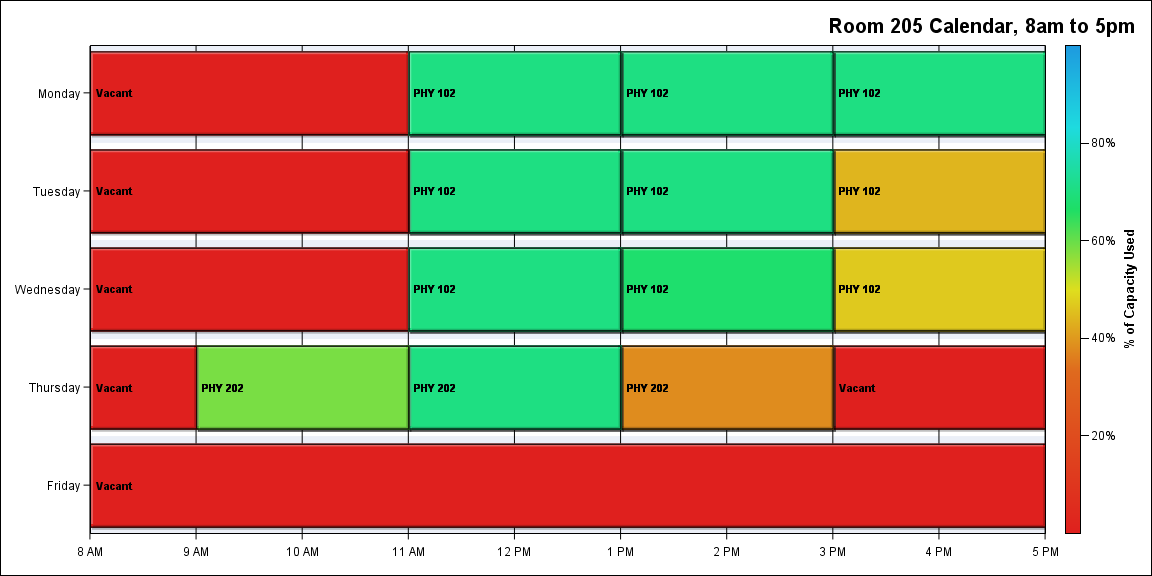 Room 205 Calendar, 8am to 5pm
Monday
Vacant
PHY 102
PHY 102
PHY 102
Tuesday
Vacant
PHY 102
PHY 102
PHY 102
Wednesday
Vacant
PHY 102
PHY 102
PHY 102
Thursday
Vacant
PHY 202
PHY 202
PHY 202
Vacant
Friday
Vacant
8 AM
9 AM
10 AM
11 AM
12 PM
1 PM
2 PM
3 PM
4 PM
5 PM
80%
60%
40%
20%
% of Capacity Used